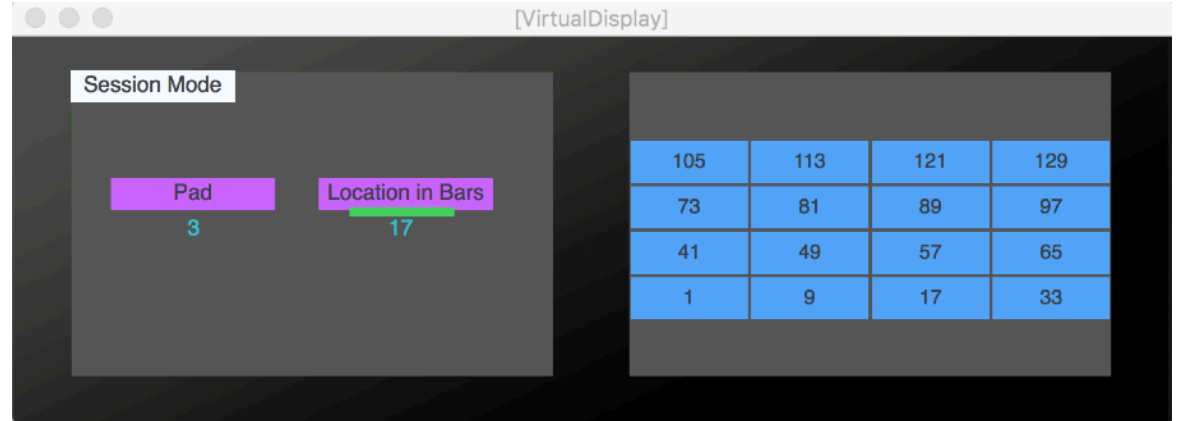 [VirtualDisplay]
Session Mode
Pad
Location in Bars
3
17
105 113 121 129
73 81 89 97
41 49 57 65
1 9 17 33